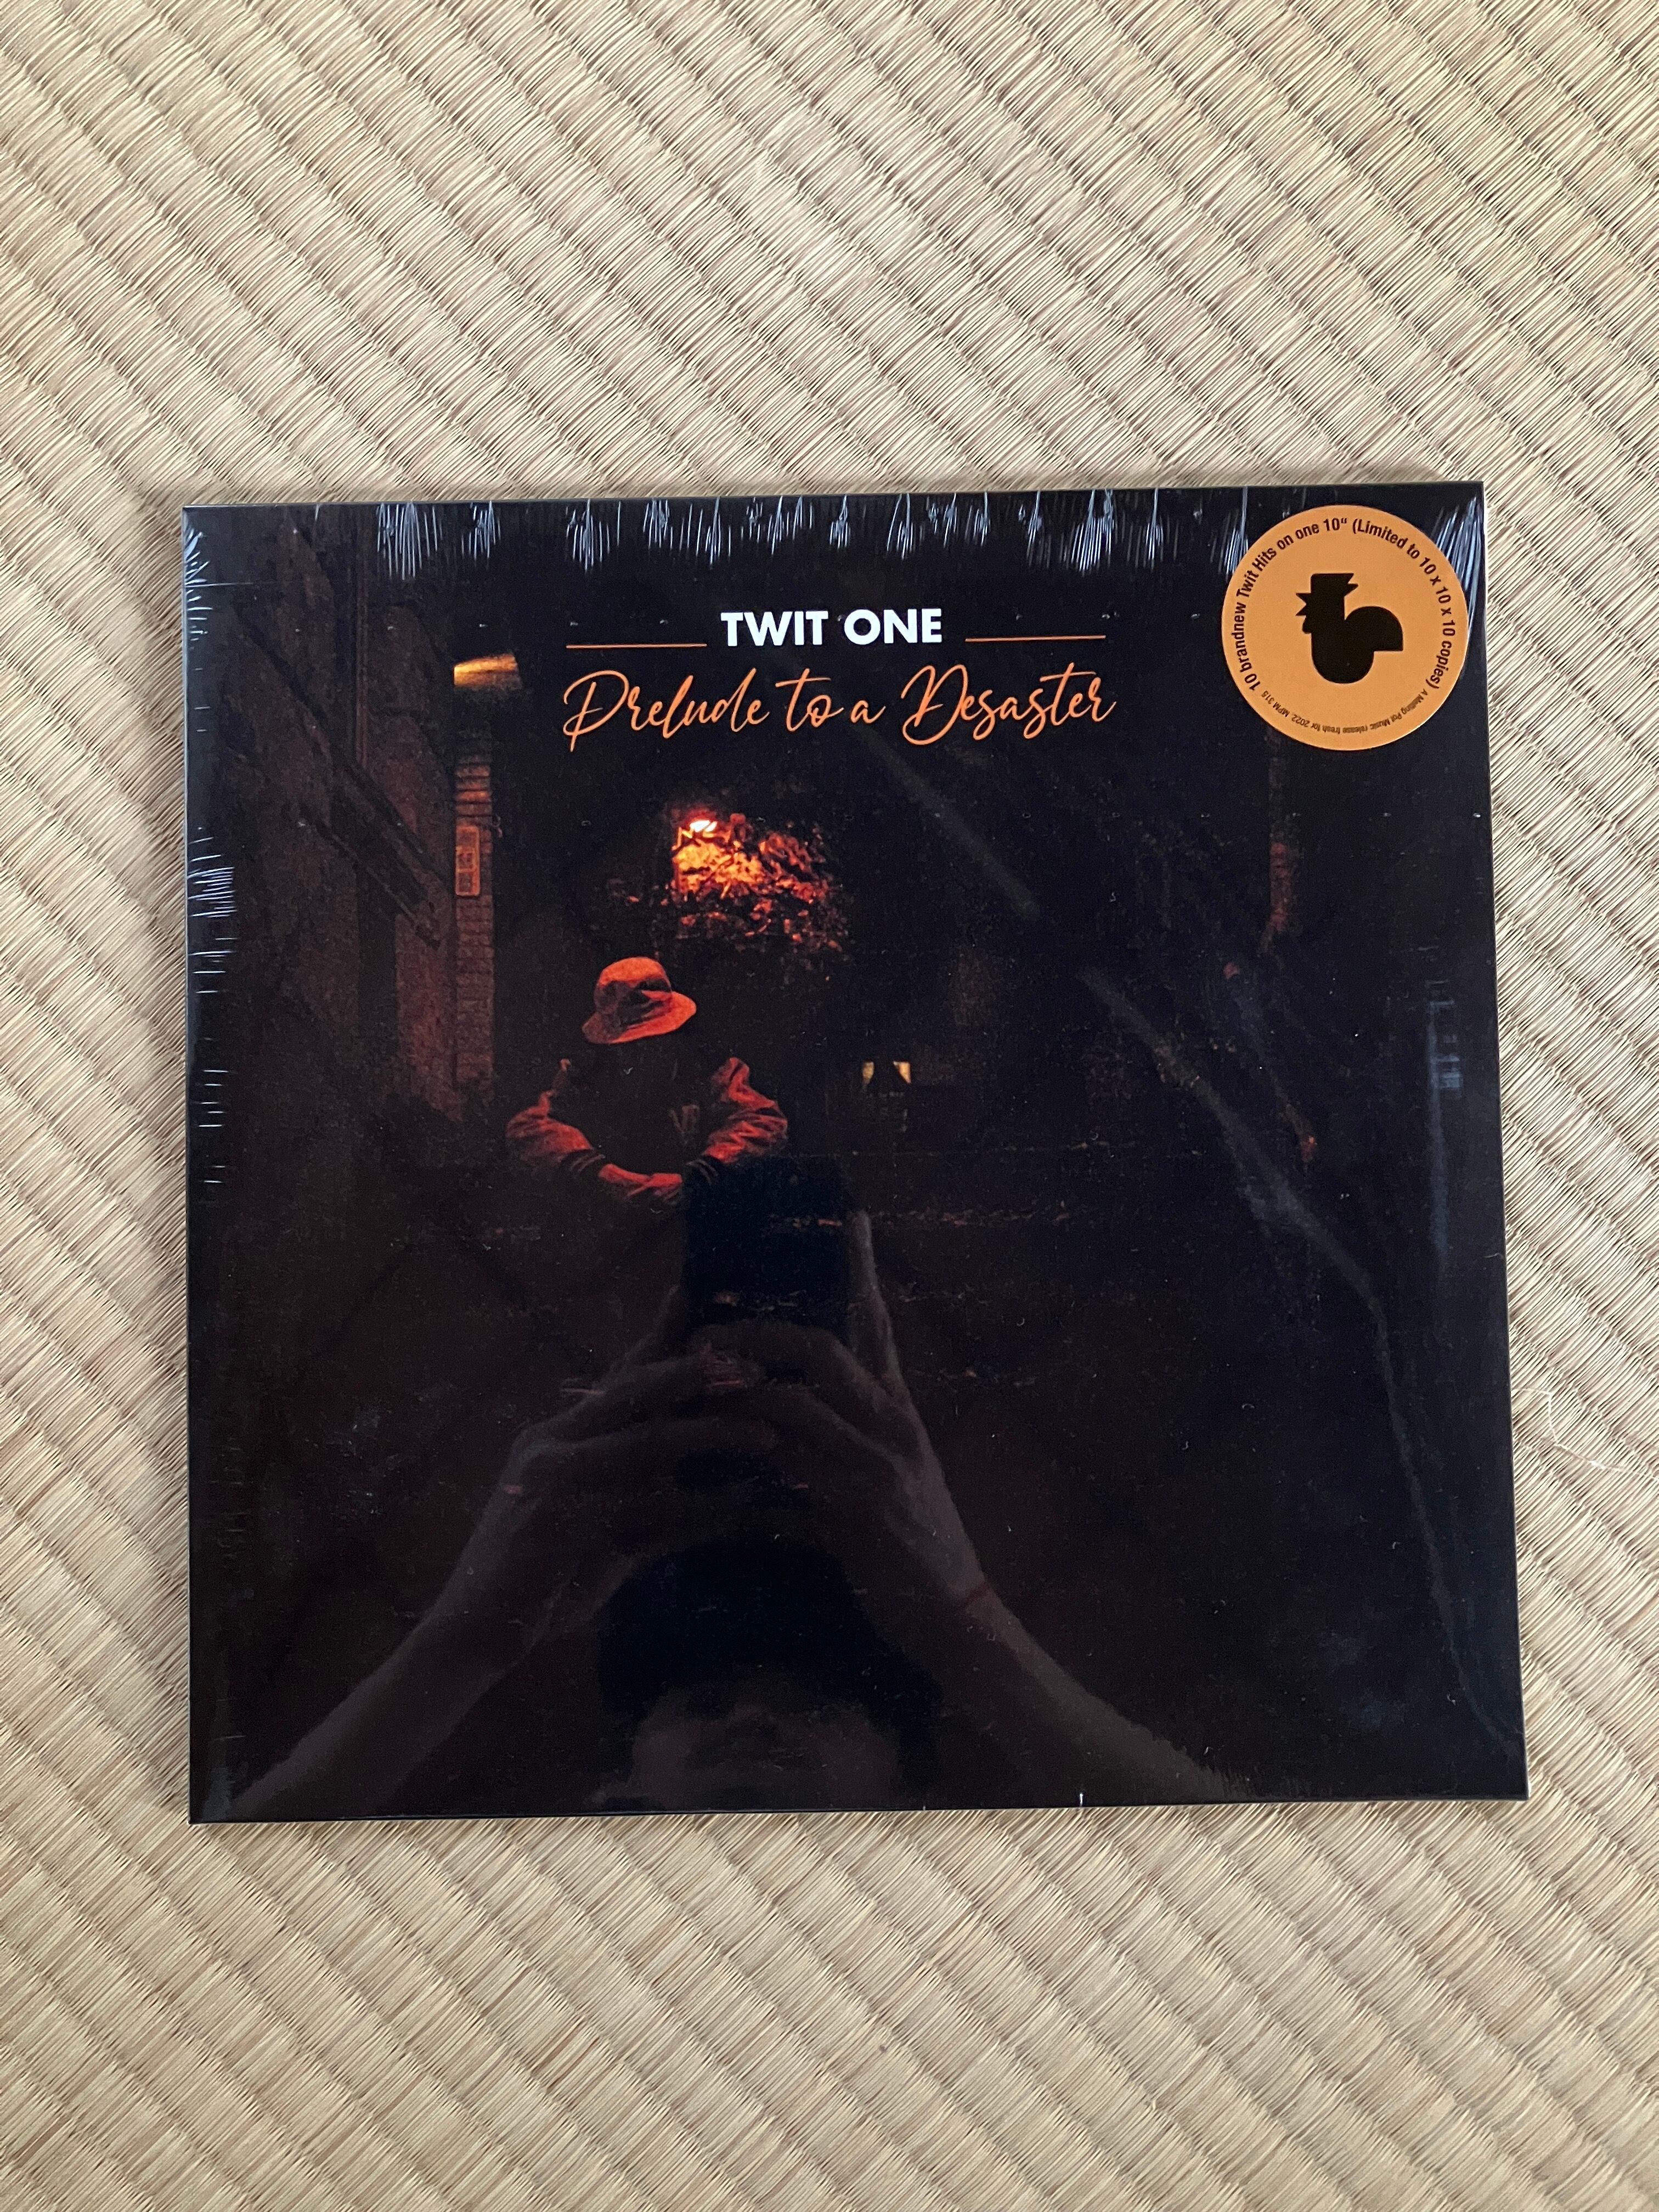 TWIT ONE
Prelude to a Desaster
10 brandnew Twit Hits on one 10“ (Limited to 10 x 10 x 10 x 10 copies)
A Melting Pot Music release fresh for 2022. MPM 315